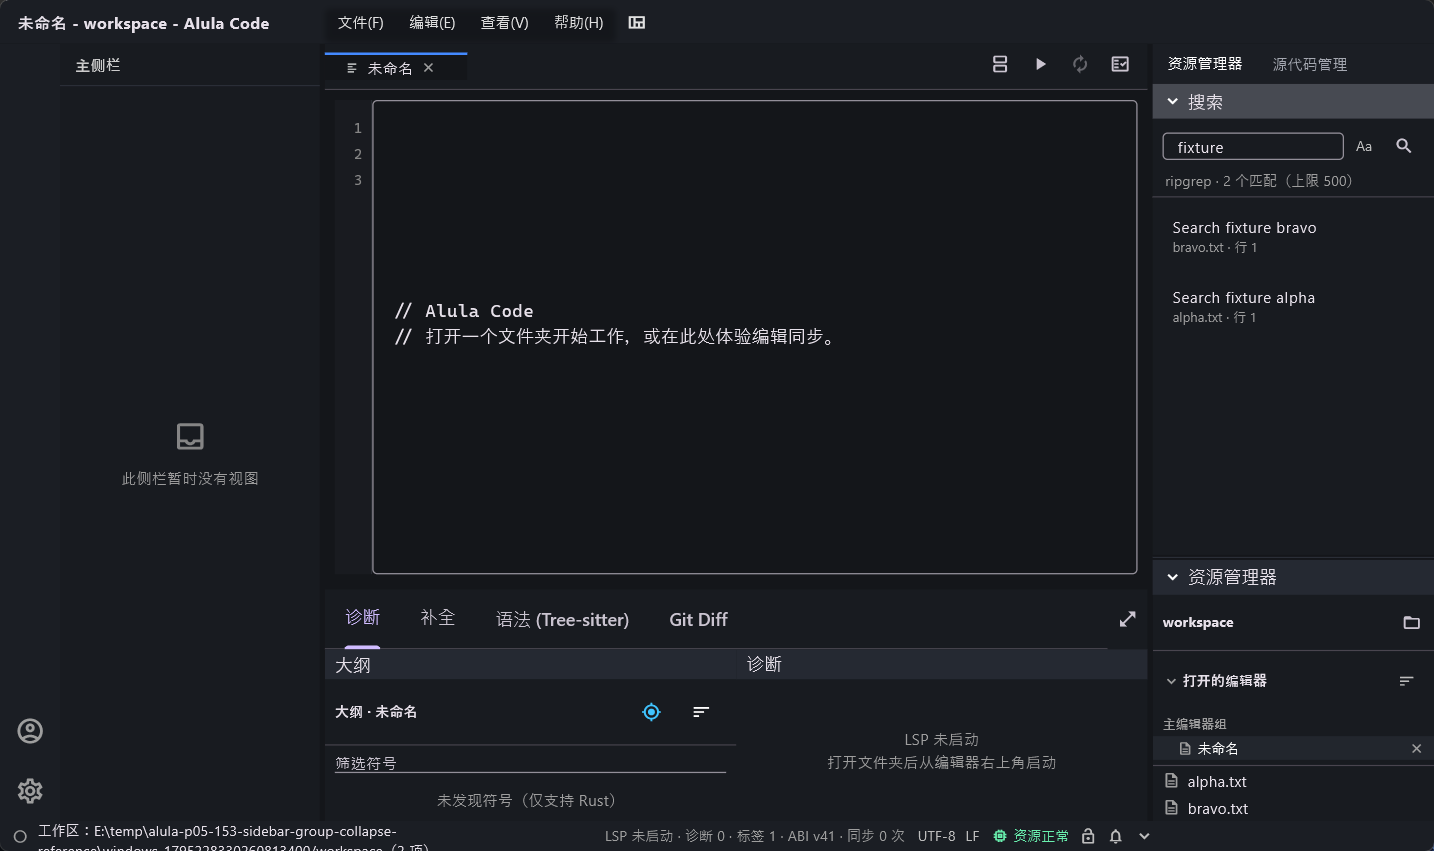 未命名 - workspace - Alula Code
文件(F) 编辑(E) 查看(V) 帮助(H)
主侧栏
此侧栏暂时没有视图
未命名
1
2
3
// Alula Code
// 打开一个文件夹开始工作，或在此处体验编辑同步。
诊断 补全 语法 (Tree-sitter) Git Diff
大纲
大纲 · 未命名
筛选符号
未发现符号（仅支持 Rust）
诊断
LSP 未启动
打开文件夹后从编辑器右上角启动
资源管理器 源代码管理
搜索
fixture Aa
ripgrep · 2 个匹配（上限 500）
Search fixture bravo
bravo.txt · 行 1
Search fixture alpha
alpha.txt · 行 1
资源管理器
workspace
打开的编辑器
主编辑器组
未命名
alpha.txt
bravo.txt
工作区：E:\temp\alula-p05-153-sidebar-group-collapse-
reference\windows-1795228330260813400/workspace（2 项）
LSP 未启动 · 诊断 0 · 标签 1 · ABI v41 · 同步 0 次 UTF-8 LF 资源正常